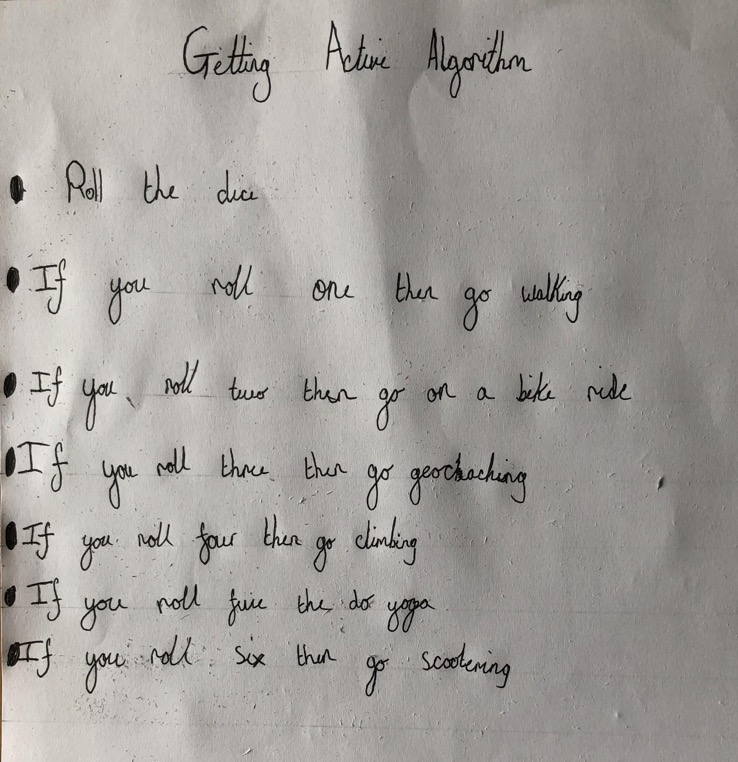 Getting Active Algorithm
• Roll the dice
• If you roll one then go walking
• If you roll two then go on a bike ride
• If you roll three then go geocaching
• If you roll four then go climbing
• If you roll five the do yoga
• If you roll six then go scootering